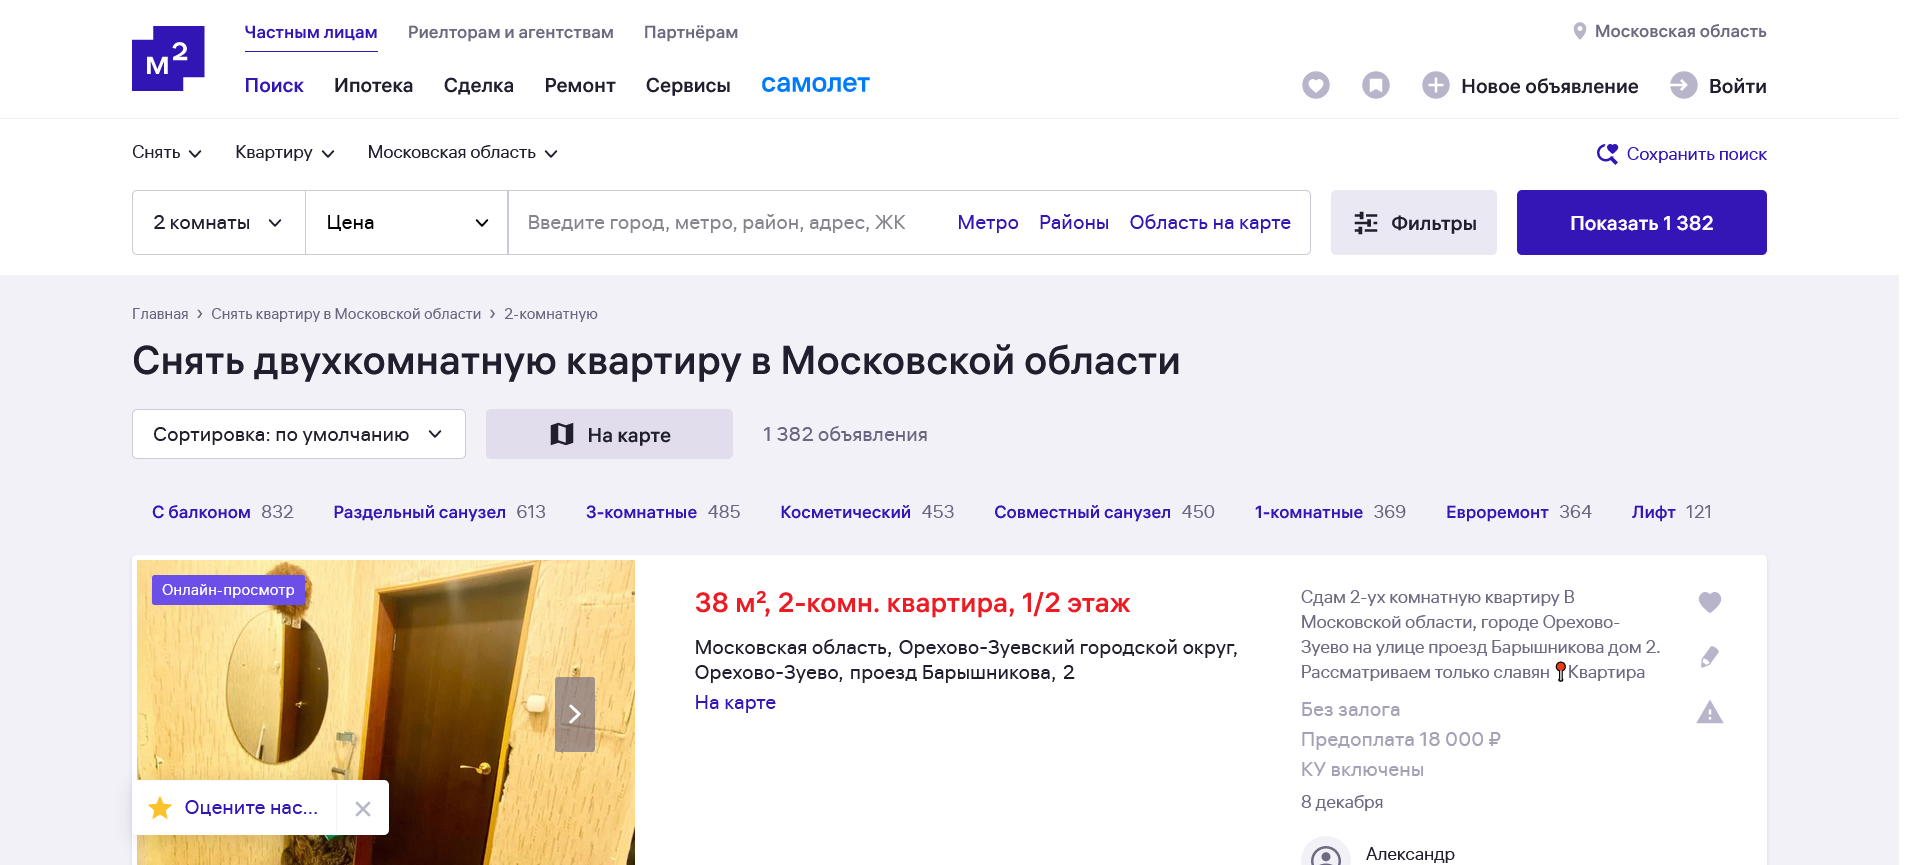 м²
Частным лицам
Риелторам и агентствам
Партнёрам
Московская область
Поиск
Ипотека
Сделка
Ремонт
Сервисы
самолет
Новое объявление
Войти
Снять
Квартиру
Московская область
Сохранить поиск
2 комнаты
Цена
Введите город, метро, район, адрес, ЖК
Метро
Районы
Область на карте
Фильтры
Показать 1 382
Главная › Снять квартиру в Московской области › 2-комнатную
Снять двухкомнатную квартиру в Московской области
Сортировка: по умолчанию
На карте
1 382 объявления
С балконом 832
Раздельный санузел 613
3-комнатные 485
Косметический 453
Совместный санузел 450
1-комнатные 369
Евроремонт 364
Лифт 121
Онлайн-просмотр
38 м², 2-комн. квартира, 1/2 этаж
Московская область, Орехово-Зуевский городской округ,
Орехово-Зуево, проезд Барышникова, 2
На карте
Сдам 2-ух комнатную квартиру В
Московской области, городе Орехово-
Зуево на улице проезд Барышникова дом 2.
Рассматриваем только славян📍Квартира
Без залога
Предоплата 18 000 ₽
КУ включены
8 декабря
Александр
Оцените нас...